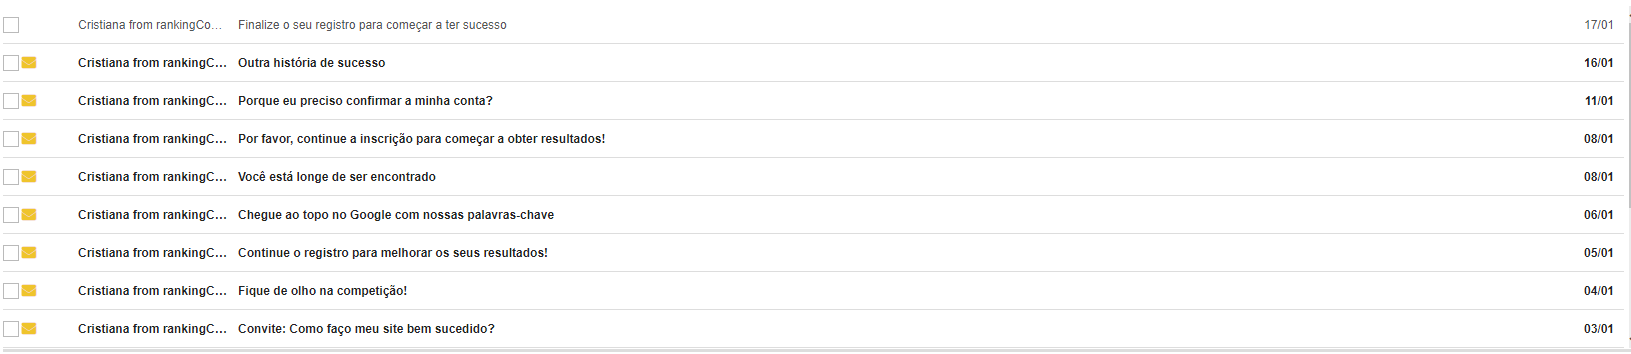 Cristiana from rankingCo... Finalize o seu registro para começar a ter sucesso 17/01
Cristiana from rankingC... Outra história de sucesso 16/01
Cristiana from rankingC... Porque eu preciso confirmar a minha conta? 11/01
Cristiana from rankingC... Por favor, continue a inscrição para começar a obter resultados! 08/01
Cristiana from rankingC... Você está longe de ser encontrado 08/01
Cristiana from rankingC... Chegue ao topo no Google com nossas palavras-chave 06/01
Cristiana from rankingC... Continue o registro para melhorar os seus resultados! 05/01
Cristiana from rankingC... Fique de olho na competição! 04/01
Cristiana from rankingC... Convite: Como faço meu site bem sucedido? 03/01